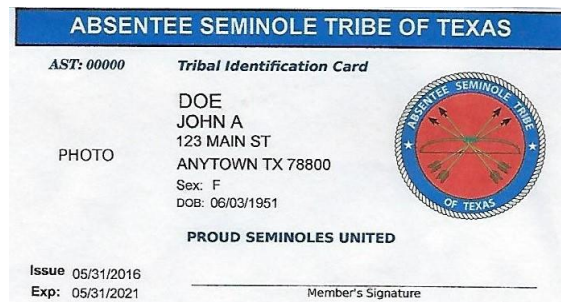 ABSENTEE SEMINOLE TRIBE OF TEXAS
AST: 00000
Tribal Identification Card
DOE
JOHN A
123 MAIN ST
ANYTOWN TX 78800
Sex: F
DOB: 06/03/1951
PHOTO
ABSENTEE SEMINOLE TRIBE
OF TEXAS
PROUD SEMINOLES UNITED
Issue 05/31/2016
Exp: 05/31/2021
Member's Signature